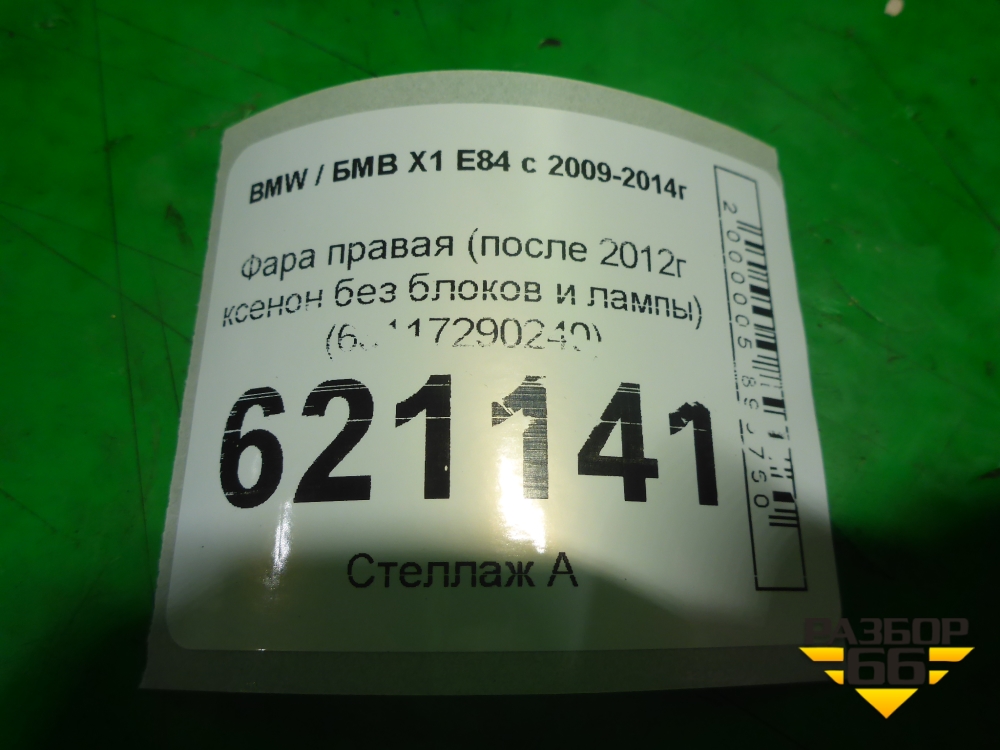 BMW / БМВ X1 E84 с 2009-2014г
Фара правая (после 2012г
ксенон без блоков и лампы)
621141
Стеллаж А
РАЗБОР
66